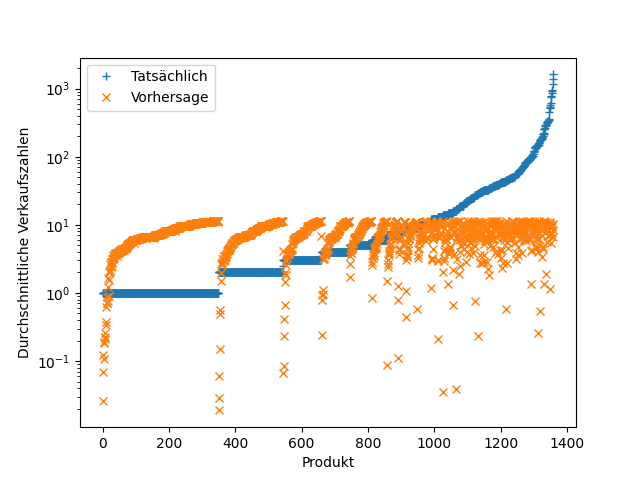 Tatsächlich
Vorhersage
Durchschnittliche Verkaufszahlen
10³
10²
10¹
10⁰
10⁻¹
0 200 400 600 800 1000 1200 1400
Produkt